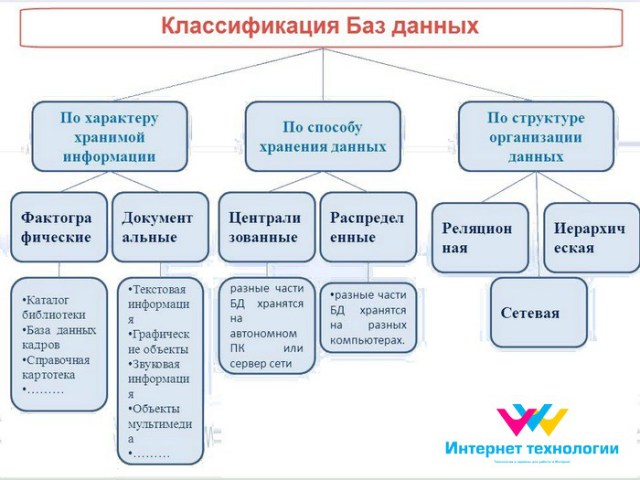 Классификация Баз данных
По характеру
хранимой
информации
По способу
хранения данных
По структуре
организации
данных
Фактогра
фические
Документ
альные
Централи
зованные
Распредел
енные
Реляцион
ная
Иерархич
еская
Сетевая
•Каталог
библиотеки
•База данных
кадров
•Справочная
картотека
•………
•Текстовая
информаци
я
•Графическ
ие объекты
•Звуковая
информаци
я
•Объекты
мультимеди
а
•………
разные части
БД хранятся
на
автономном
ПК или
сервер сети
•разные части
БД хранятся
на разных
компьютерах.
Интернет технологии